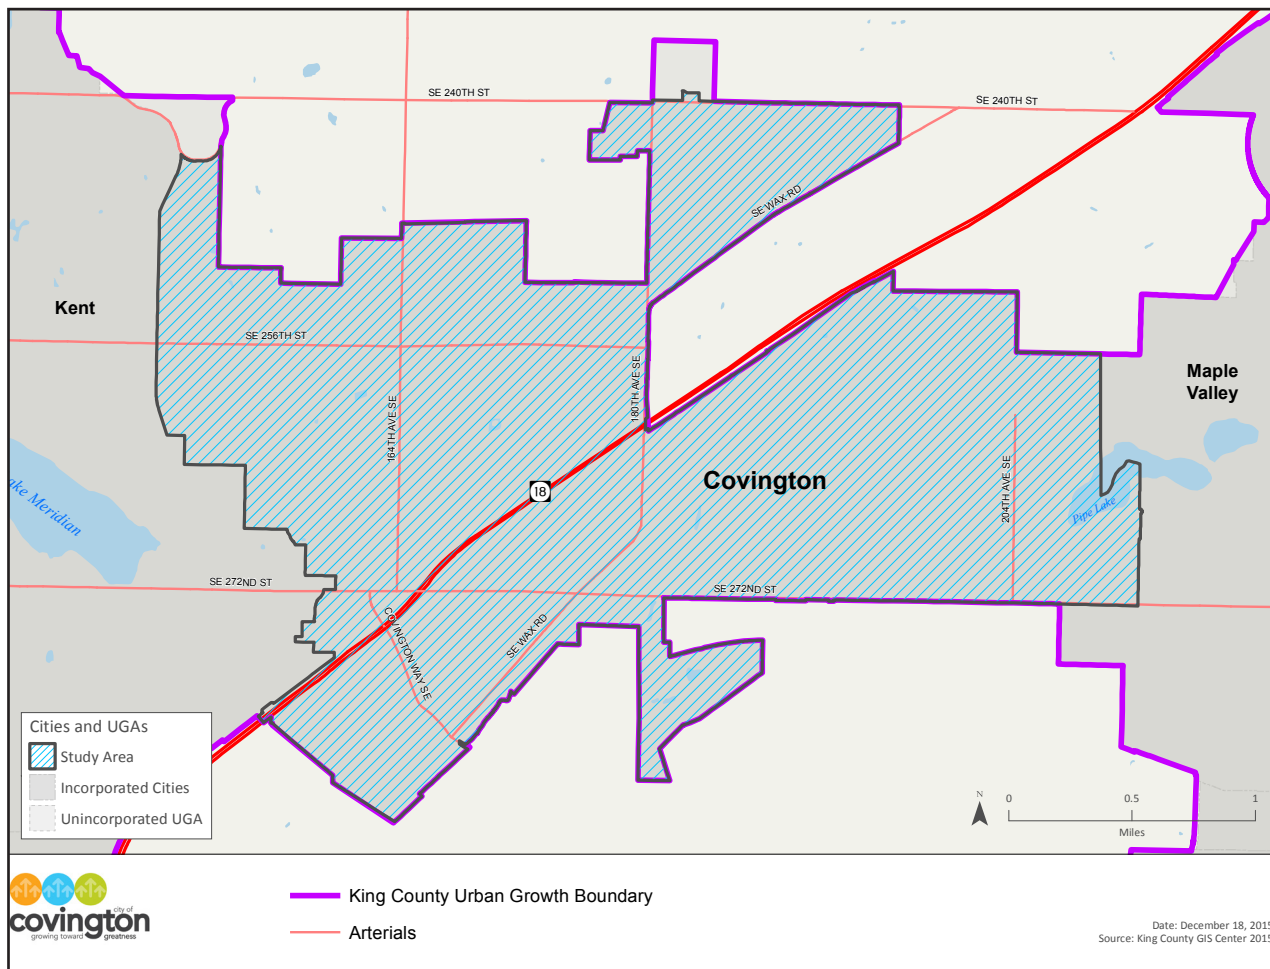 SE 240TH ST
SE 240TH ST
SE WAX RD
Kent
SE 256TH ST
180TH AVE SE
Maple
Valley
164TH AVE SE
Covington
18
204TH AVE SE
ake Meridian
Pipe Lake
SE 272ND ST
SE 272ND ST
COVINGTON WAY SE
SE WAX RD
Cities and UGAs
Study Area
Incorporated Cities
Unincorporated UGA
N
0 0.5 1
Miles
city of
covington
growing toward greatness
King County Urban Growth Boundary
Arterials
Date: December 18, 2015
Source: King County GIS Center 2015